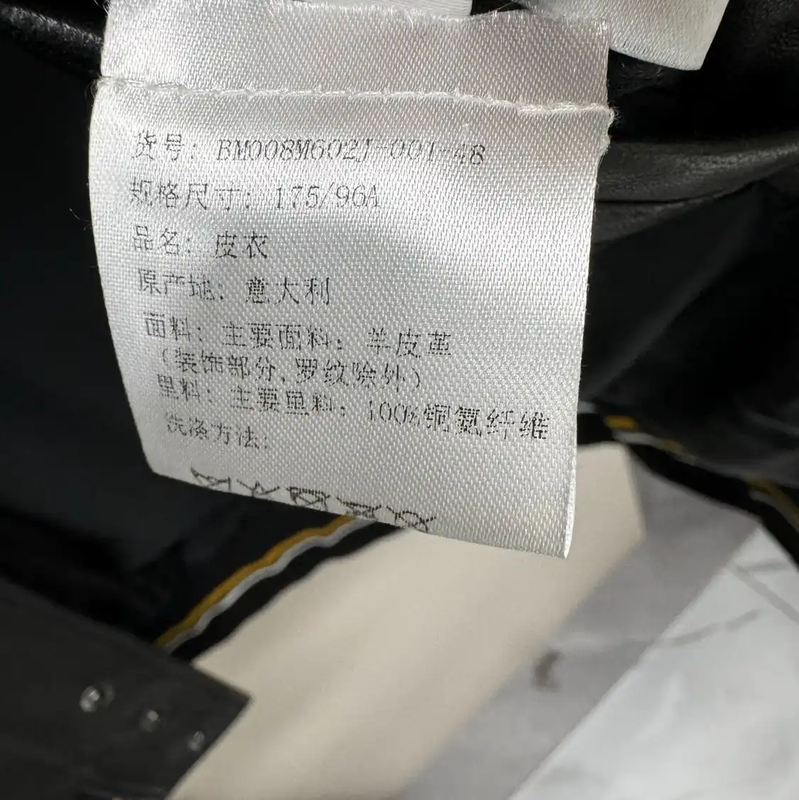 货号: BM008M602J-001-48
规格尺寸: 175/96A
品名: 皮衣
原产地: 意大利
面料: 主要面料: 羊皮革
(装饰部分,罗纹除外)
里料: 主要里料: 100%铜氨纤维
洗涤方法: